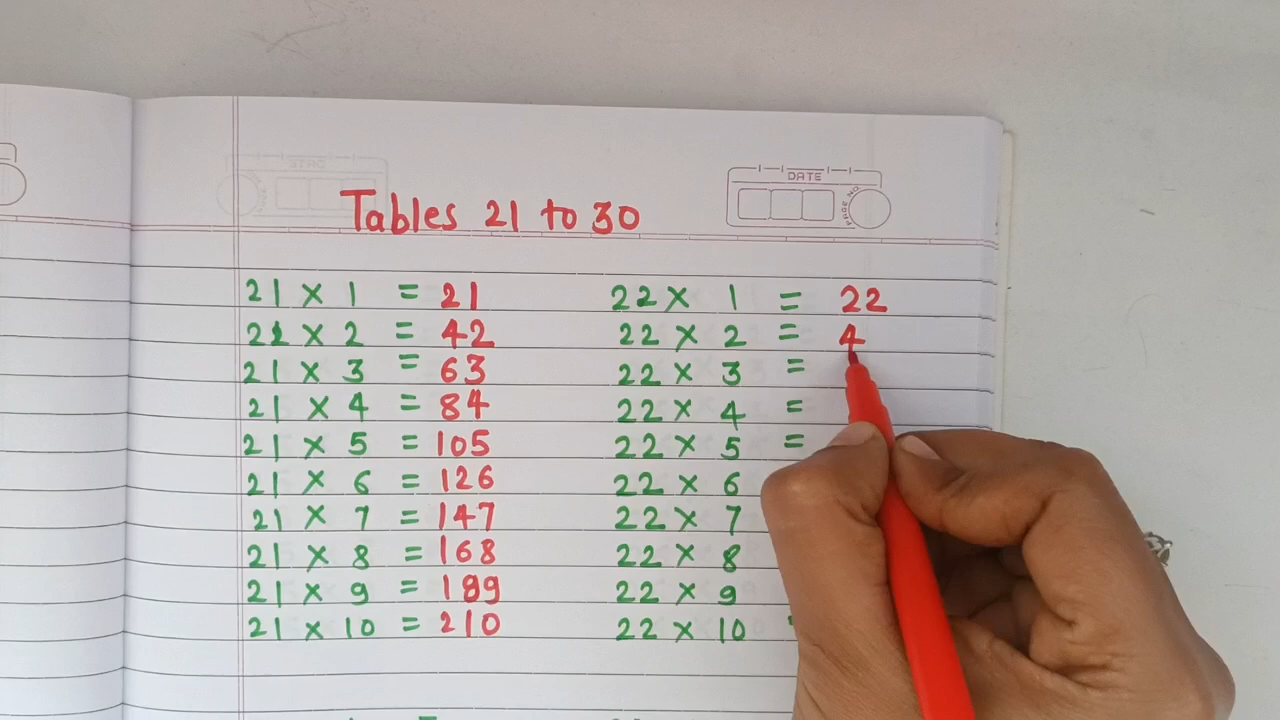 DATE
PAGE NO.
Tables 21 to 30
21 × 1 = 21
21 × 2 = 42
21 × 3 = 63
21 × 4 = 84
21 × 5 = 105
21 × 6 = 126
21 × 7 = 147
21 × 8 = 168
21 × 9 = 189
21 × 10 = 210
22 × 1 = 22
22 × 2 = 4
22 × 3 =
22 × 4 =
22 × 5 =
22 × 6
22 × 7
22 × 8
22 × 9
22 × 10